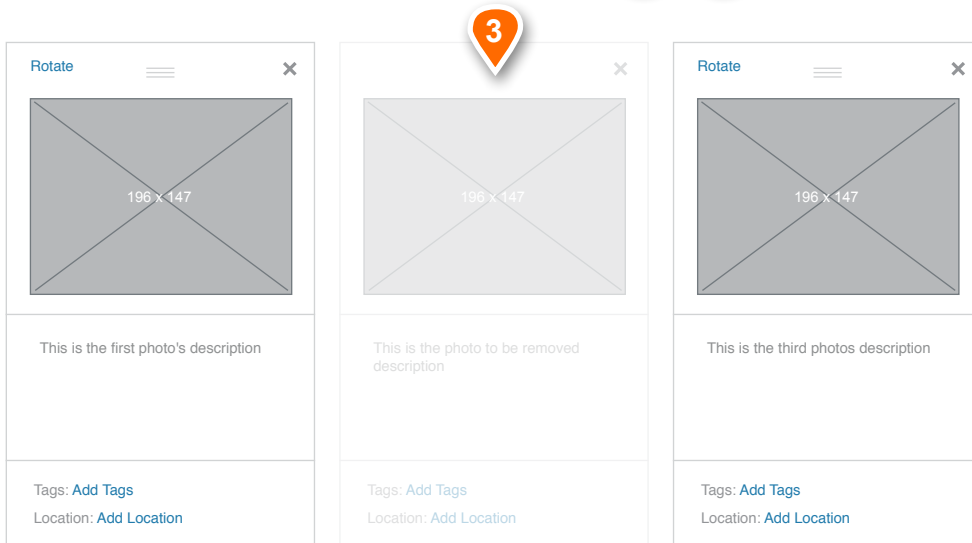 3
Rotate
196 x 147
This is the first photo's description
Tags: Add Tags
Location: Add Location
196 x 147
This is the photo to be removed
description
Tags: Add Tags
Location: Add Location
Rotate
196 x 147
This is the third photos description
Tags: Add Tags
Location: Add Location